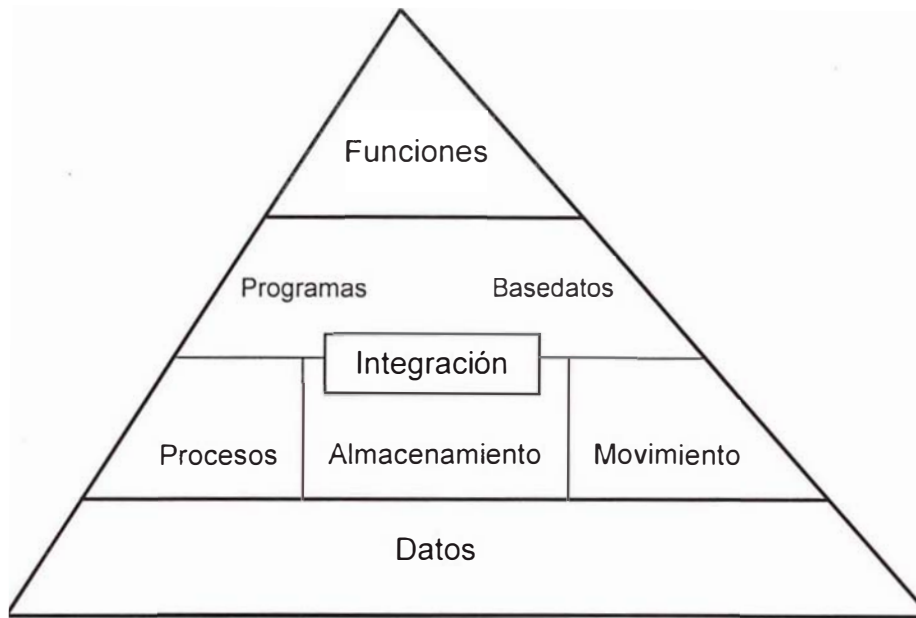 Funciones
Programas Basedatos
Integración
Procesos Almacenamiento Movimiento
Datos